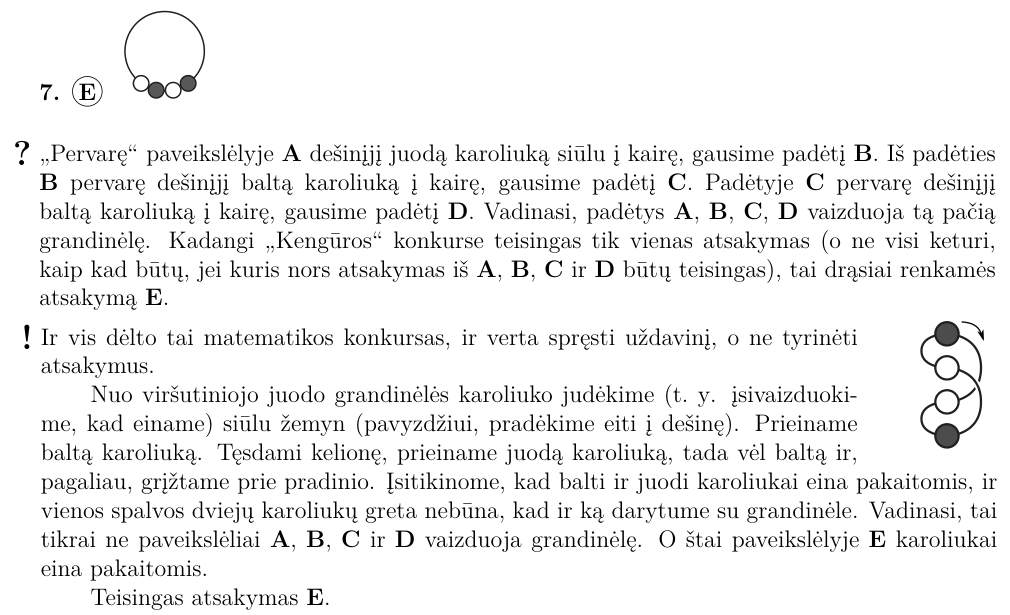 7. E
? „Pervarę“ paveikslėlyje A dešinįjį juodą karoliuką siūlu į kairę, gausime padėtį B. Iš padėties
B pervarę dešinįjį baltą karoliuką į kairę, gausime padėtį C. Padėtyje C pervarę dešinįjį
baltą karoliuką į kairę, gausime padėtį D. Vadinasi, padėtys A, B, C, D vaizduoja tą pačią
grandinėlę. Kadangi „Kengūros“ konkurse teisingas tik vienas atsakymas (o ne visi keturi,
kaip kad būtų, jei kuris nors atsakymas iš A, B, C ir D būtų teisingas), tai drąsiai renkamės
atsakymą E.
! Ir vis dėlto tai matematikos konkursas, ir verta spręsti uždavinį, o ne tyrinėti
atsakymus.
Nuo viršutiniojo juodo grandinėlės karoliuko judėkime (t. y. įsivaizduoki-
me, kad einame) siūlu žemyn (pavyzdžiui, pradėkime eiti į dešinę). Prieiname
baltą karoliuką. Tęsdami kelionę, prieiname juodą karoliuką, tada vėl baltą ir,
pagaliau, grįžtame prie pradinio. Įsitikinome, kad balti ir juodi karoliukai eina pakaitomis, ir
vienos spalvos dviejų karoliukų greta nebūna, kad ir ką darytume su grandinėle. Vadinasi, tai
tikrai ne paveikslėliai A, B, C ir D vaizduoja grandinėlę. O štai paveikslėlyje E karoliukai
eina pakaitomis.
Teisingas atsakymas E.